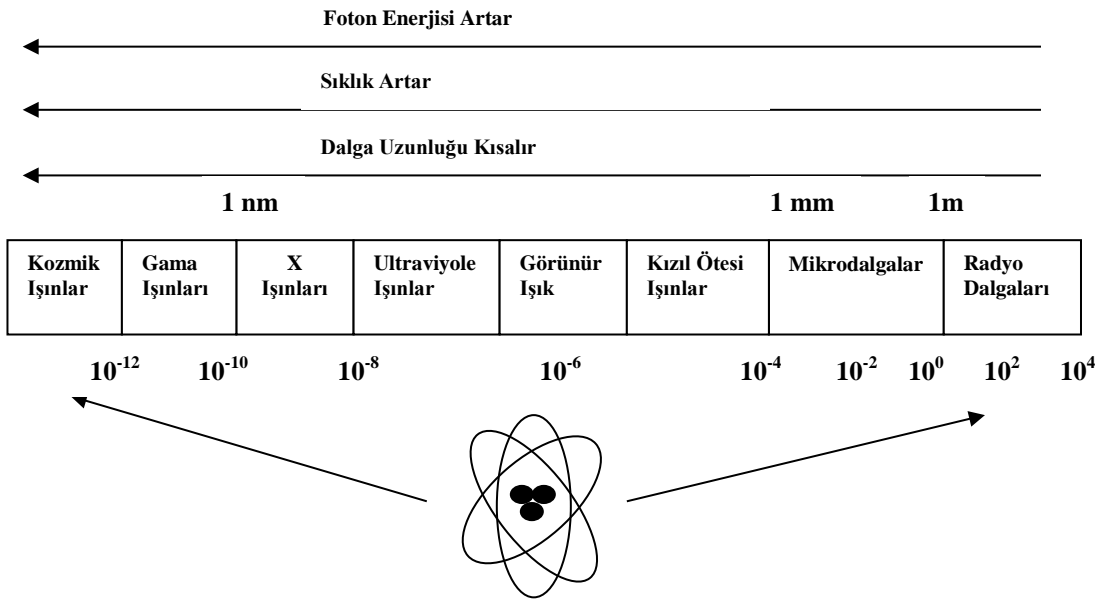 Foton Enerjisi Artar
Sıklık Artar
Dalga Uzunluğu Kısalır
1 nm 1 mm 1m
Kozmik Işınlar
Gama Işınları
X Işınları
Ultraviyole Işınlar
Görünür Işık
Kızıl Ötesi Işınlar
Mikrodalgalar
Radyo Dalgaları
10⁻¹² 10⁻¹⁰ 10⁻⁸ 10⁻⁶ 10⁻⁴ 10⁻² 10⁰ 10² 10⁴